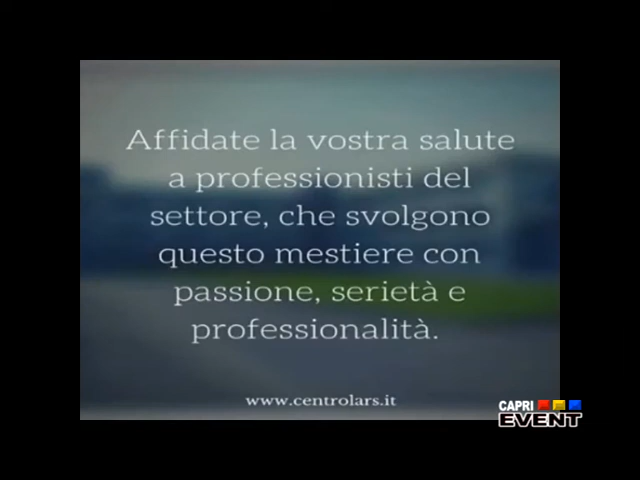 Affidate la vostra salute
a professionisti del
settore, che svolgono
questo mestiere con
passione, serietà e
professionalità.
www.centrolars.it
CAPRI
EVENT